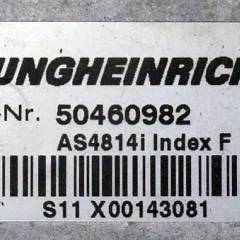 UNGHEINRICH
-Nr. 50460982
AS4814i Index F
S11 X00143081